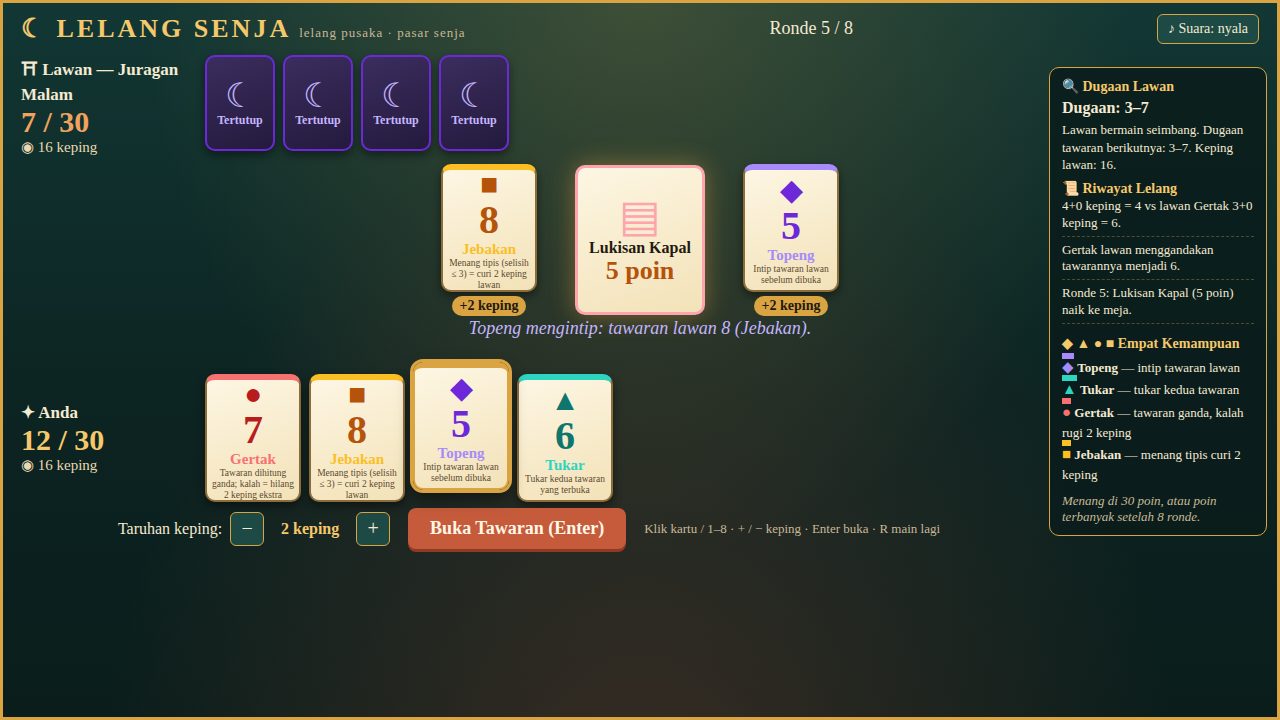 ☾ LELANG SENJA lelang pusaka · pasar senja
Ronde 5 / 8
♪ Suara: nyala
Lawan — Juragan
Malam
7 / 30
◉ 16 keping
☾
Tertutup
☾
Tertutup
☾
Tertutup
☾
Tertutup
■
8
Jebakan
Menang tipis (selisih
≤ 3) = curi 2 keping
lawan
+2 keping
▤
Lukisan Kapal
5 poin
◆
5
Topeng
Intip tawaran lawan
sebelum dibuka
+2 keping
Topeng mengintip: tawaran lawan 8 (Jebakan).
✦ Anda
12 / 30
◉ 16 keping
●
7
Gertak
Tawaran dihitung
ganda; kalah = hilang
2 keping ekstra
■
8
Jebakan
Menang tipis (selisih
≤ 3) = curi 2 keping
lawan
◆
5
Topeng
Intip tawaran lawan
sebelum dibuka
▲
6
Tukar
Tukar kedua tawaran
yang terbuka
Taruhan keping: − 2 keping + Buka Tawaran (Enter) Klik kartu / 1–8 · + / − keping · Enter buka · R main lagi
🔍 Dugaan Lawan
Dugaan: 3–7
Lawan bermain seimbang. Dugaan
tawaran berikutnya: 3–7. Keping
lawan: 16.
📜 Riwayat Lelang
4+0 keping = 4 vs lawan Gertak 3+0
keping = 6.
Gertak lawan menggandakan
tawarannya menjadi 6.
Ronde 5: Lukisan Kapal (5 poin)
naik ke meja.
◆ ▲ ● ■ Empat Kemampuan
◆ Topeng — intip tawaran lawan
▲ Tukar — tukar kedua tawaran
● Gertak — tawaran ganda, kalah
rugi 2 keping
■ Jebakan — menang tipis curi 2
keping
Menang di 30 poin, atau poin
terbanyak setelah 8 ronde.